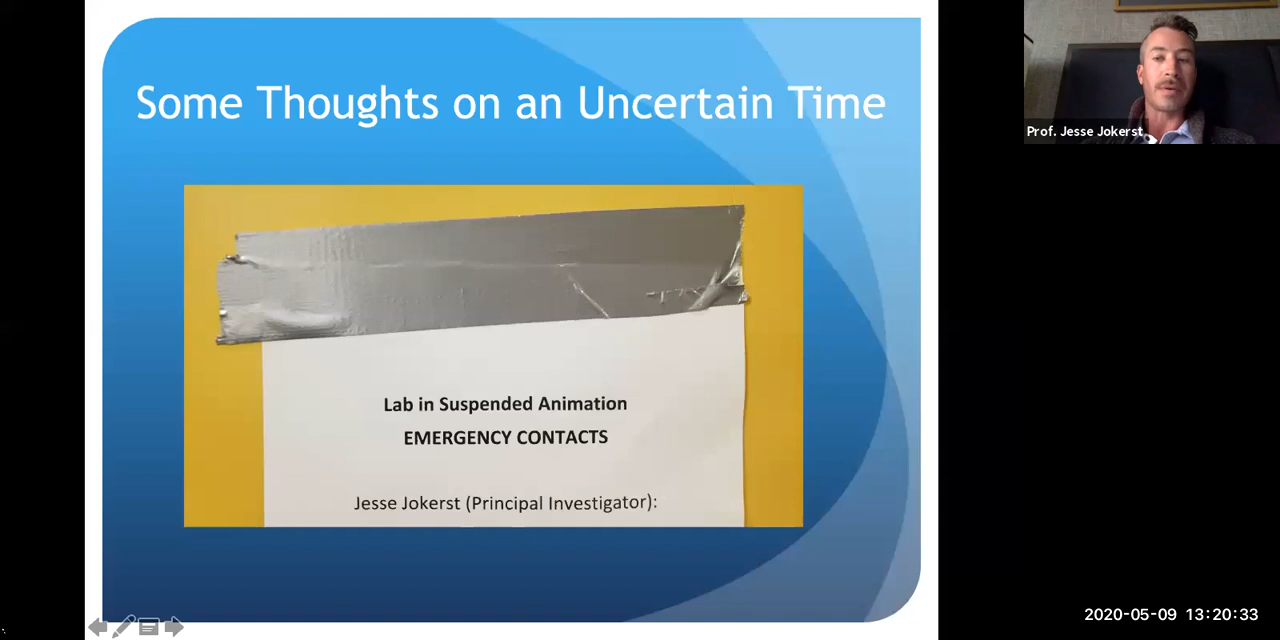 Some Thoughts on an Uncertain Time
Prof. Jesse Jokerst
Lab in Suspended Animation
EMERGENCY CONTACTS
Jesse Jokerst (Principal Investigator):
2020-05-09 13:20:33